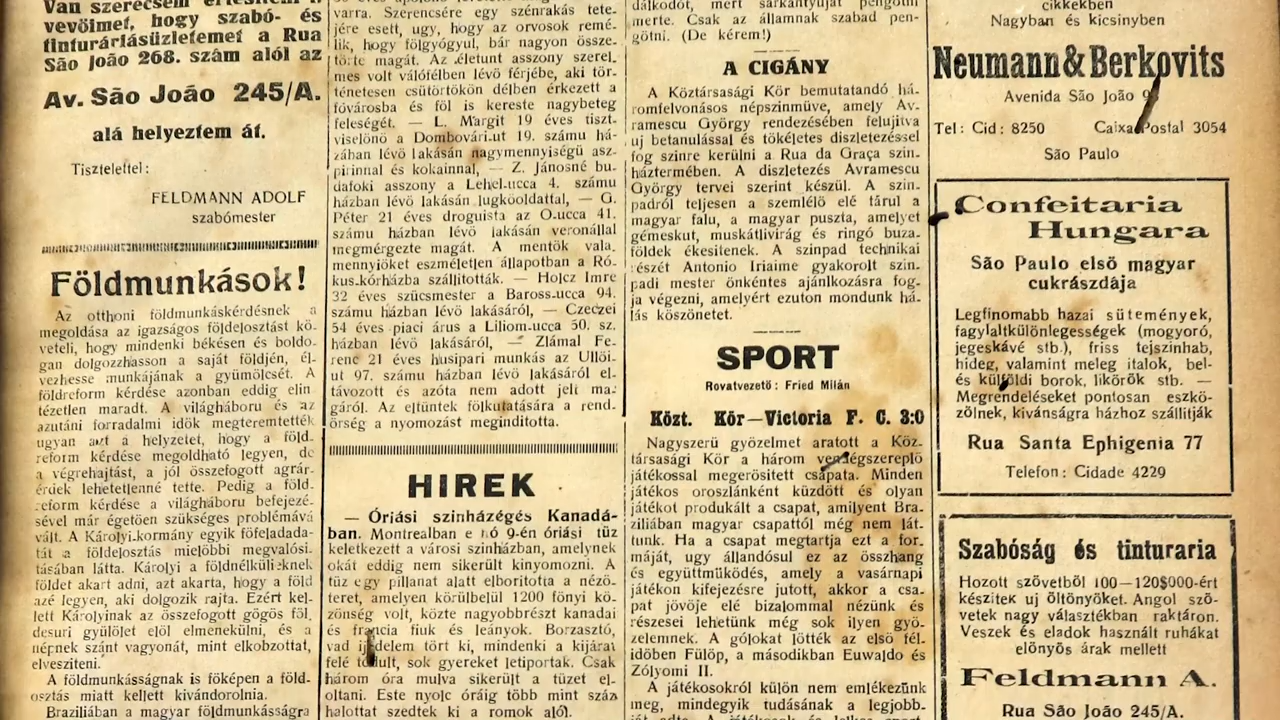 Van szerencsém értesíteni t.
vevőimet, hogy szabó- és
tinturáriásüzletemet a Rua
São João 268. szám alól az
Av. São João 245/A.
alá helyeztem át.
Tisztelettel:
FELDMANN ADOLF
szabómester
Földmunkások!
Az otthoni földmunkáskérdésnek a
megoldása az igazságos földelosztást kö-
veteli, hogy mindenki békésen és boldo-
gan dolgozzhasson a saját földjén, él-
vezhesse munkájának a gyümölcsét. A
földreform kérdése azonban eddig elin
tézetlen maradt. A világháboru és az
azutáni forradalmi idők megteremtették
ugyan azt a helyzetet, hogy a föld-
reform kérdése megoldható legyen, de
a végrehajtást, a jól összefogott agrár-
érdek lehetetlenné tette. Pedig a föld-
reform kérdése a világháboru befejezé-
sével már égetően szükséges problémává
vált. A Károlyi-kormány egyik főfeladada-
tát a földelosztás mielőbbi megvalósi-
tásában látta. Károlyi a földnélkülieknek
földet akart adni, azt akarta, hogy a föld
azé legyen, aki dolgozik rajta. Ezért kel-
lett Károlyinak az összefogott gőgös föl,
desuri gyülölet elöl elmenekülni, és a
népnek szánt vagyonát, mint elkobzottat,
elveszíteni.
A földmunkásságnak is főképen a föld-
osztás miatt kellett kivándorolnia.
Braziliában a magyar földmunkásságra
varra. Szerencsére egy szénrakás tete-
jére esett, ugy, hogy az orvosok remé-
lik, hogy fölgyógyul, bár nagyon össze-
törte magát. Az életunt asszony szerel-
mes volt válófélben lévő férjébe, aki tör-
ténetesen csütörtökön délben érkezett a
fővárosba és föl is kereste nagybeteg
feleségét. — L. Margit 19 éves tiszt-
viselőnő a Dombovári-ut 19. számu há-
zában lévő lakásán nagymennyiségü asz-
pirinnal és kokainnal, — Z. Jánosné bu-
dafoki asszony a Lehel-ucca 4. számu
házban lévő lakásán lugköoldattal, — G.
Péter 21 éves droguista az O-ucca 41.
számu házban lévő lakásán veronállal
megmérgezte magát. A mentők vala-
mennyiöket eszméletlen állapotban a Ró-
kus-kórházba szállitották. — Hojcz Imre
32 éves szücsmester a Baross-ucca 94.
számu házban lévő lakásáról, — Czeczei
54 éves piaci árus a Liliom-ucca 50. sz.
házban lévő lakásáról, — Zlámal Fe-
renc 21 éves husipari munkás az Üllői-
ut 97. számu házban lévő lakásáról el-
távozott és azóta nem adott jelt ma-
gáról. Az eltüntek fölkutatására a rend-
őrség a nyomozást meginditotta.
HIREK
— Óriási szinházégés Kanadá-
ban. Montrealban e hó 9-én óriási tüz
keletkezett a városi szinházban, amelynek
okát eddig nem sikerült kinyomozni. A
tüz egy pillanat alatt elboritotta a néző-
teret, amelyen körülbelül 1200 főnyi kö-
zönség volt, közte nagyobbrészt kanadai
és francia fiuk és leányok. Borzasztó,
vad ijedelem tört ki, mindenki a kijárat
felé tódult, sok gyereket letiportak. Csak
három óra mulva sikerült a tüzet el-
oltani. Este nyolc óráig több mint száz
halottat szedtek ki a romok alól.
dálkodót, mert sarkantyuját pengőni
merte. Csak az államnak szabad pen-
götni. (De kérem!)
A CIGÁNY
A Köztársasági Kör bemutatandó há-
romfelvonásos népszinmüve, amely Av-
ramescu György rendezésében felujitva
uj betanulással és tökéletes diszletezéssel
fog szinre kerülni a Rua da Graça szin-
háztermében. A diszletezés Avramescu
György tervei szerint készül. A szin-
padról teljesen a szemlélő elé tárul a
magyar falu, a magyar puszta, amelyet
gémeskut, muskátlivirág és ringó buza-
földek ékesitenek. A szinpad technikai
részét Antonio Iriaime gyakorolt szin-
padi mester önkéntes ajánlkozásra fog-
ja végezni, amelyért ezuton mondunk há-
lás köszönetet.
SPORT
Rovatvezető: Fried Milán
Közt. Kör—Victoria F. C. 3:0
Nagyszerü győzelmet aratott a Köz-
társasági Kör a három vendégszereplő
játékossal megerősitett csapata. Minden
játékos oroszlánként küzdött és olyan
játékot produkált a csapat, amilyent Bra-
ziliában magyar csapattól még nem lát-
tunk. Ha a csapat megtartja ezt a for-
máját, ugy állandósul ez az összhang
és együttmüködés, amely a vasárnapi
játékon kifejezésre jutott, akkor a csa-
pat jövője elé bizalommal nézünk és
részesei lehetünk még sok ilyen győ-
zelemnek. A gólokat lőtték az első fél-
időben Fülöp, a másodikban Euwaldo és
Zólyomi II.
A játékosokról külön nem emlékezünk
meg, mindegyik tudásának a legjobb-
ját adta. A játékosok és lelkes sport
cikkekben
Nagyban és kicsinyben
Neumann & Berkovits
Avenida São João
Tel: Cid: 8250 Caixa Postal 3054
São Paulo
Confeitaria
Hungara
São Paulo első magyar
cukrászdája
Legfinomabb hazai sütemények,
fagylaltkülönlegességek (mogyoró,
jegeskávé stb.), friss tejszinhab,
hideg, valamint meleg italok, bel-
és külföldi borok, likőrök stb. —
Megrendeléseket pontosan eszkö-
zölnek, kivánságra házhoz szállitják
Rua Santa Ephigenia 77
Telefon: Cidade 4229
Szabóság és tinturaria
Hozott szövetből 100—120$000-ért
készitek uj öltönyöket. Angol szö-
vetek nagy választékban raktáron.
Veszek és eladok használt ruhákat
előnyös árak mellett
Feldmann A.
Rua São João 245/A.